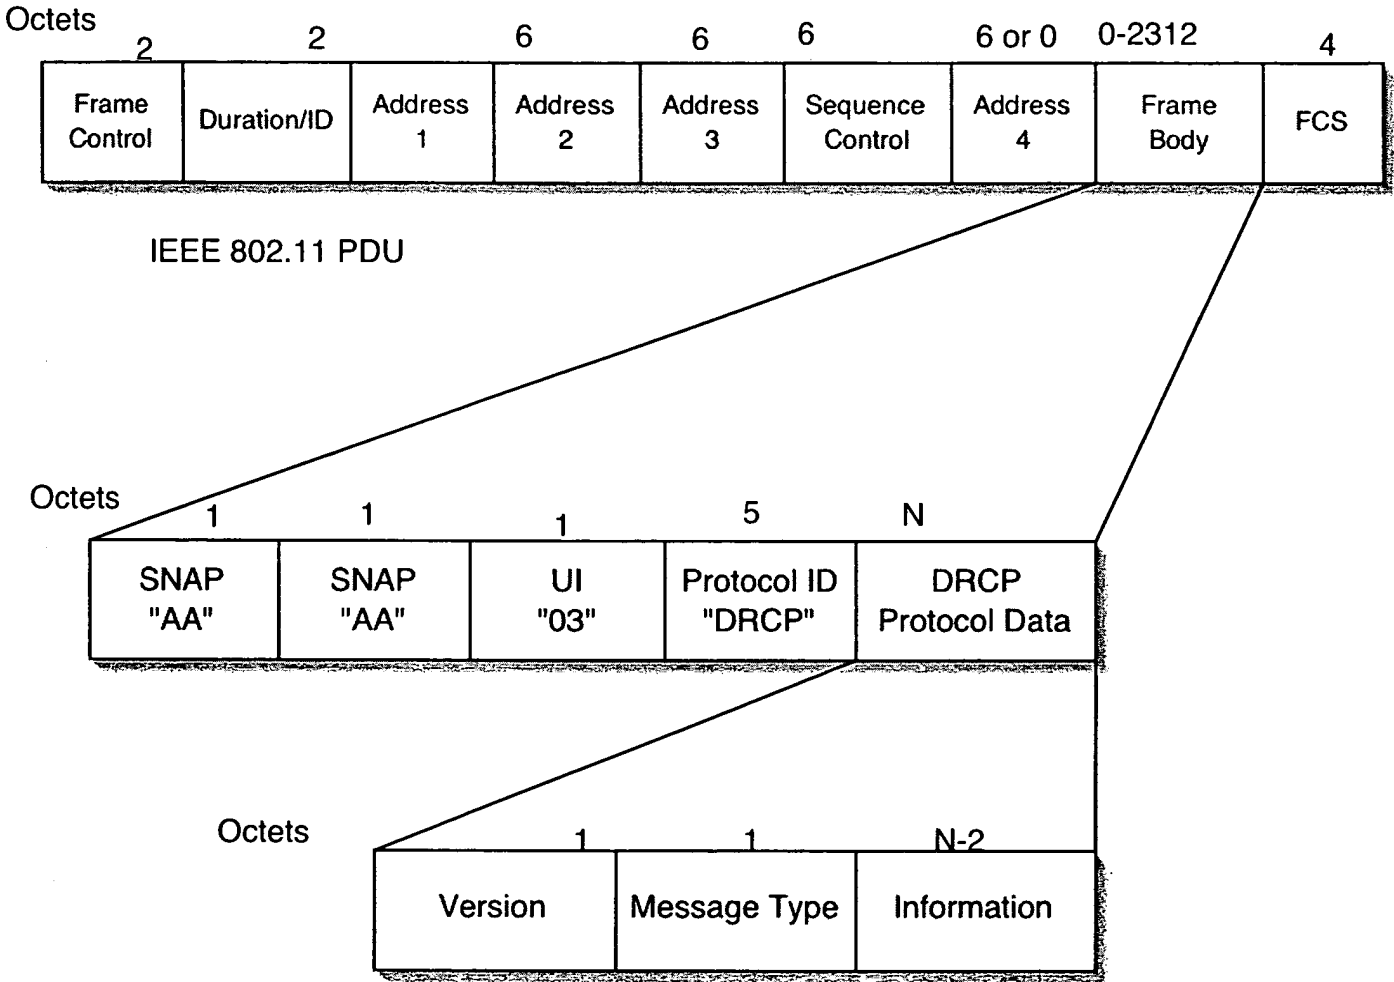 Octets
2 2 6 6 6 6 or 0 0-2312 4
Frame Control
Duration/ID
Address 1
Address 2
Address 3
Sequence Control
Address 4
Frame Body
FCS
IEEE 802.11 PDU
Octets
1 1 1 5 N
SNAP "AA"
SNAP "AA"
UI "03"
Protocol ID "DRCP"
DRCP Protocol Data
Octets
1 1 N-2
Version
Message Type
Information